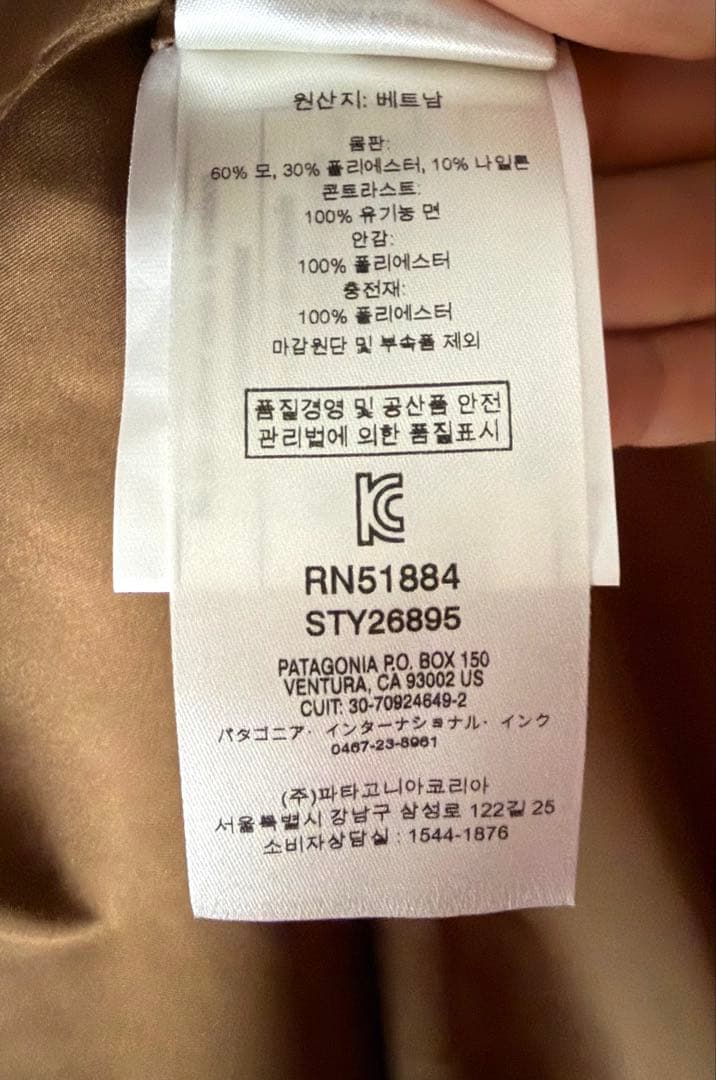 원산지: 베트남
몸판:
60% 모, 30% 폴리에스터, 10% 나일론
콘트라스트:
100% 유기농 면
안감:
100% 폴리에스터
충전재:
100% 폴리에스터
마감원단 및 부속품 제외
품질경영 및 공산품 안전
관리법에 의한 품질표시
RN51884
STY26895
PATAGONIA P.O. BOX 150
VENTURA, CA 93002 US
CUIT: 30-70924649-2
パタゴニア・インターナショナル・インク
0467-23-8961
(주)파타고니아코리아
서울특별시 강남구 삼성로 122길 25
소비자상담실 : 1544-1876